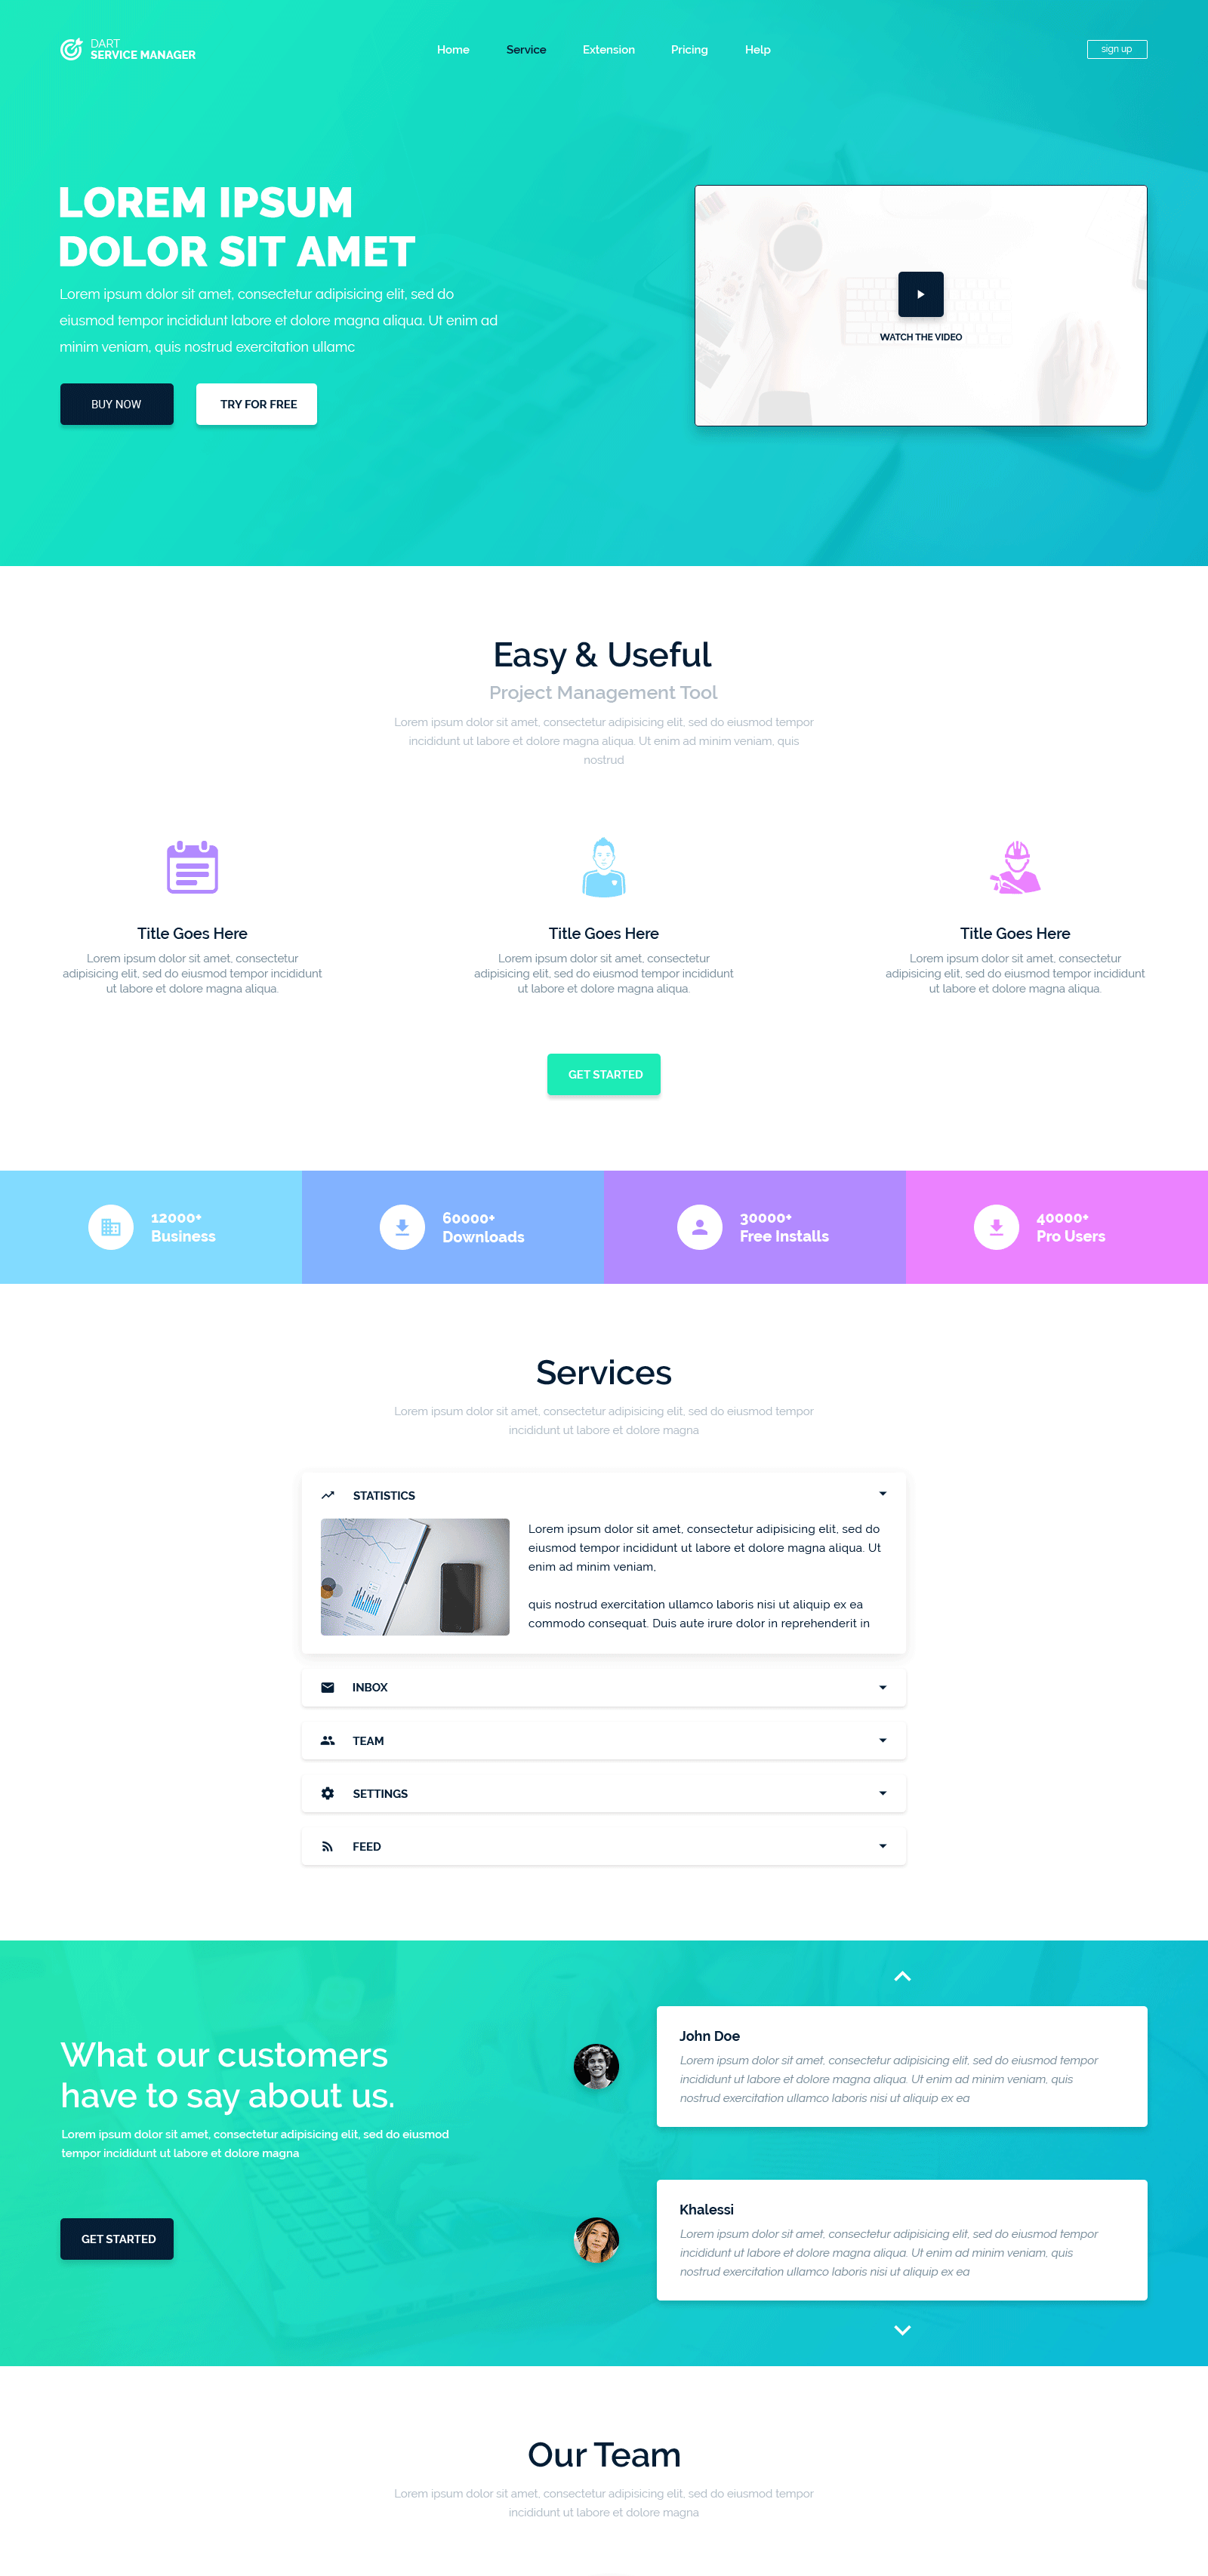 DART
SERVICE MANAGER
Home
Service
Extension
Pricing
Help
sign up
LOREM IPSUM
DOLOR SIT AMET
Lorem ipsum dolor sit amet, consectetur adipisicing elit, sed do
eiusmod tempor incididunt labore et dolore magna aliqua. Ut enim ad
minim veniam, quis nostrud exercitation ullamc
BUY NOW
TRY FOR FREE
WATCH THE VIDEO
Easy & Useful
Project Management Tool
Lorem ipsum dolor sit amet, consectetur adipisicing elit, sed do eiusmod tempor
incididunt ut labore et dolore magna aliqua. Ut enim ad minim veniam, quis
nostrud
Title Goes Here
Lorem ipsum dolor sit amet, consectetur
adipisicing elit, sed do eiusmod tempor incididunt
ut labore et dolore magna aliqua.
Title Goes Here
Lorem ipsum dolor sit amet, consectetur
adipisicing elit, sed do eiusmod tempor incididunt
ut labore et dolore magna aliqua.
Title Goes Here
Lorem ipsum dolor sit amet, consectetur
adipisicing elit, sed do eiusmod tempor incididunt
ut labore et dolore magna aliqua.
GET STARTED
12000+
Business
60000+
Downloads
30000+
Free Installs
40000+
Pro Users
Services
Lorem ipsum dolor sit amet, consectetur adipisicing elit, sed do eiusmod tempor
incididunt ut labore et dolore magna
STATISTICS
Lorem ipsum dolor sit amet, consectetur adipisicing elit, sed do
eiusmod tempor incididunt ut labore et dolore magna aliqua. Ut
enim ad minim veniam,
quis nostrud exercitation ullamco laboris nisi ut aliquip ex ea
commodo consequat. Duis aute irure dolor in reprehenderit in
INBOX
TEAM
SETTINGS
FEED
What our customers
have to say about us.
Lorem ipsum dolor sit amet, consectetur adipisicing elit, sed do eiusmod
tempor incididunt ut labore et dolore magna
GET STARTED
John Doe
Lorem ipsum dolor sit amet, consectetur adipisicing elit, sed do eiusmod tempor
incididunt ut labore et dolore magna aliqua. Ut enim ad minim veniam, quis
nostrud exercitation ullamco laboris nisi ut aliquip ex ea
Khalessi
Lorem ipsum dolor sit amet, consectetur adipisicing elit, sed do eiusmod tempor
incididunt ut labore et dolore magna aliqua. Ut enim ad minim veniam, quis
nostrud exercitation ullamco laboris nisi ut aliquip ex ea
Our Team
Lorem ipsum dolor sit amet, consectetur adipisicing elit, sed do eiusmod tempor
incididunt ut labore et dolore magna